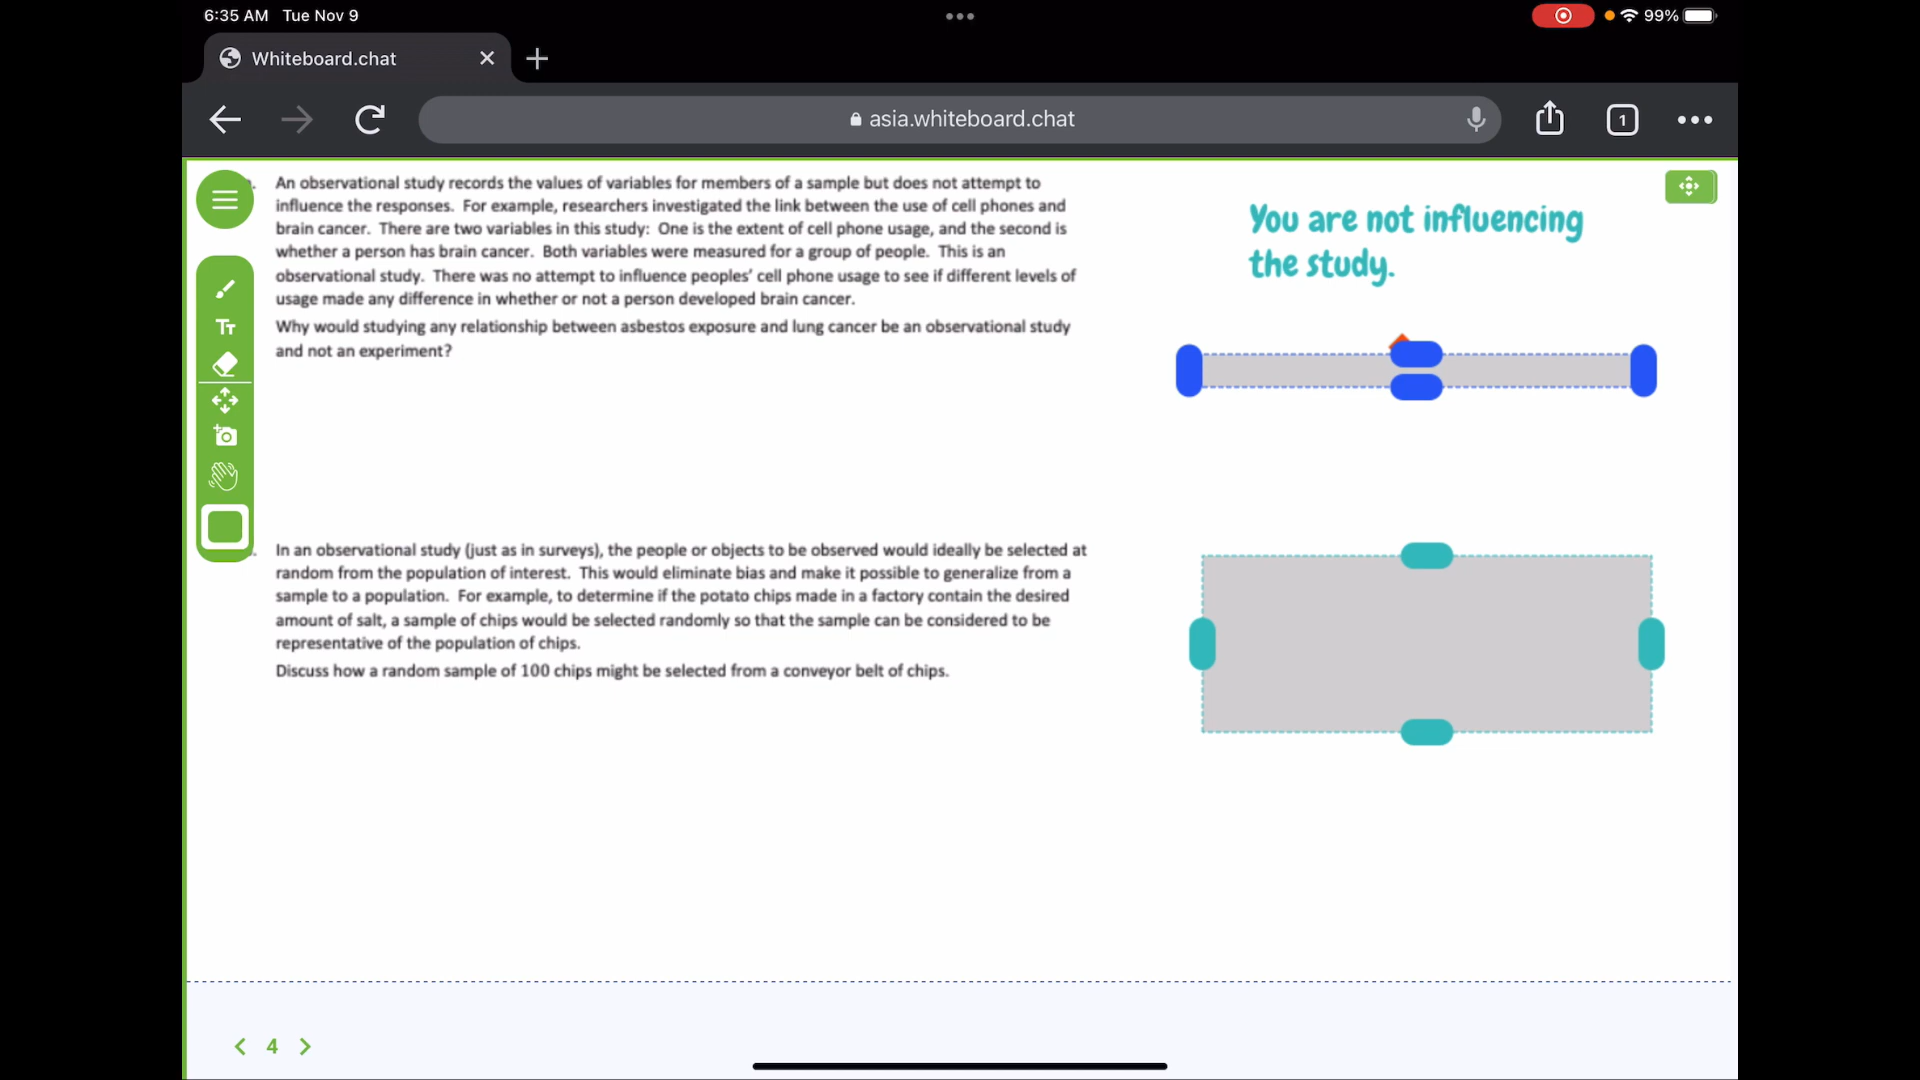 6:35 AM Tue Nov 9
99%
Whiteboard.chat
asia.whiteboard.chat
1
An observational study records the values of variables for members of a sample but does not attempt to
influence the responses. For example, researchers investigated the link between the use of cell phones and
brain cancer. There are two variables in this study: One is the extent of cell phone usage, and the second is
whether a person has brain cancer. Both variables were measured for a group of people. This is an
observational study. There was no attempt to influence peoples' cell phone usage to see if different levels of
usage made any difference in whether or not a person developed brain cancer.
Why would studying any relationship between asbestos exposure and lung cancer be an observational study
and not an experiment?
You are not influencing
the study.
Tт
In an observational study (just as in surveys), the people or objects to be observed would ideally be selected at
random from the population of interest. This would eliminate bias and make it possible to generalize from a
sample to a population. For example, to determine if the potato chips made in a factory contain the desired
amount of salt, a sample of chips would be selected randomly so that the sample can be considered to be
representative of the population of chips.
Discuss how a random sample of 100 chips might be selected from a conveyor belt of chips.
4